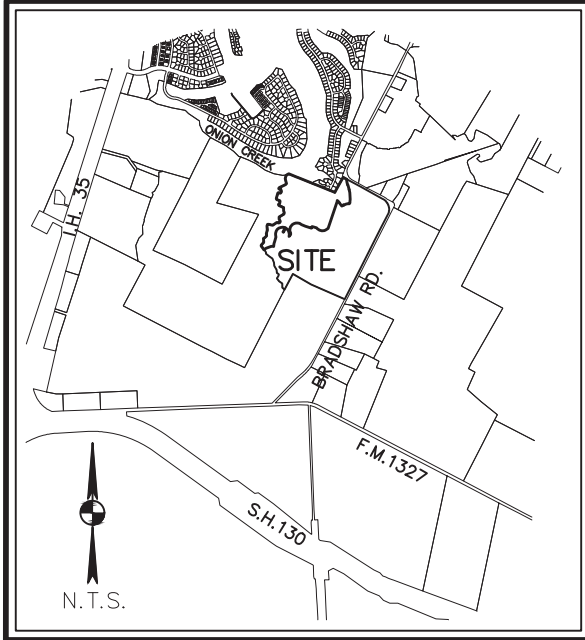 ONION CREEK
I.H. 35
SITE
BRADSHAW RD.
F.M.1327
S.H.130
N.T.S.